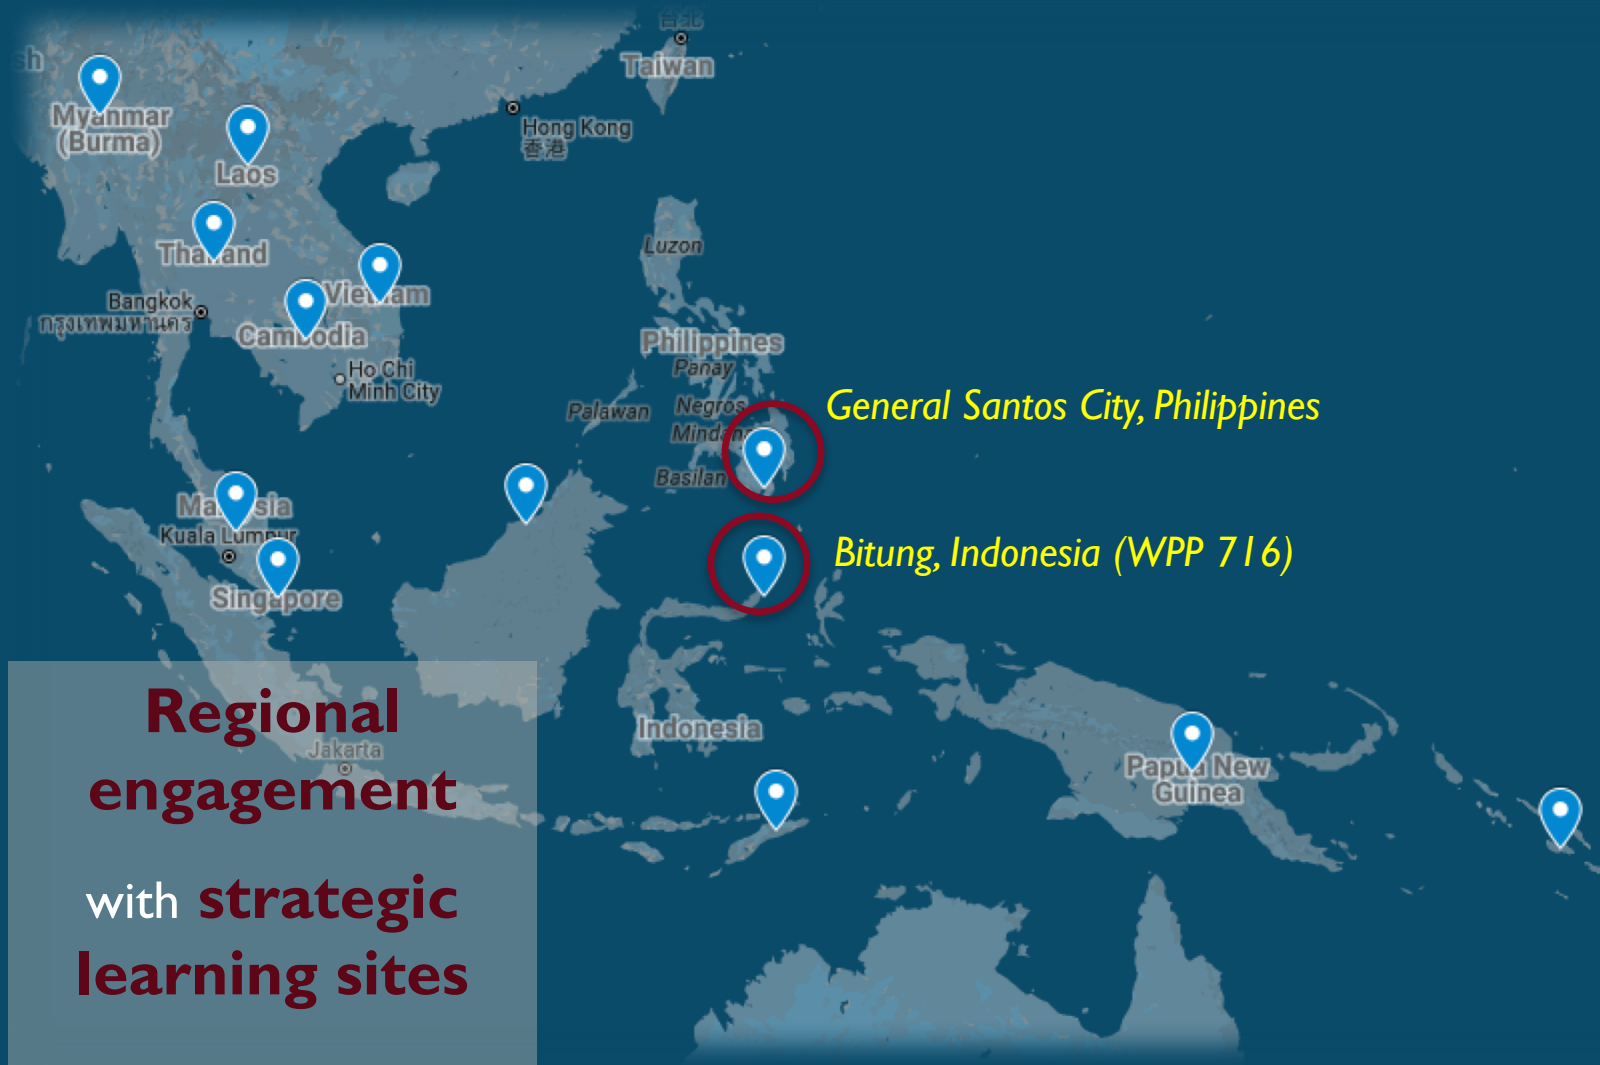 台北
Taiwan
sh
Myanmar
(Burma)
Hong Kong
香港
Laos
Luzon
Thailand
Vietnam
Bangkok
กรุงเทพมหานคร
Cambodia
Philippines
Panay
Ho Chi
Minh City
Palawan
Negros
General Santos City, Philippines
Mindanao
Basilan
Malaysia
Kuala Lumpur
Bitung, Indonesia (WPP 716)
Singapore
Regional
engagement
with strategic
learning sites
Jakarta
Indonesia
Papua New
Guinea